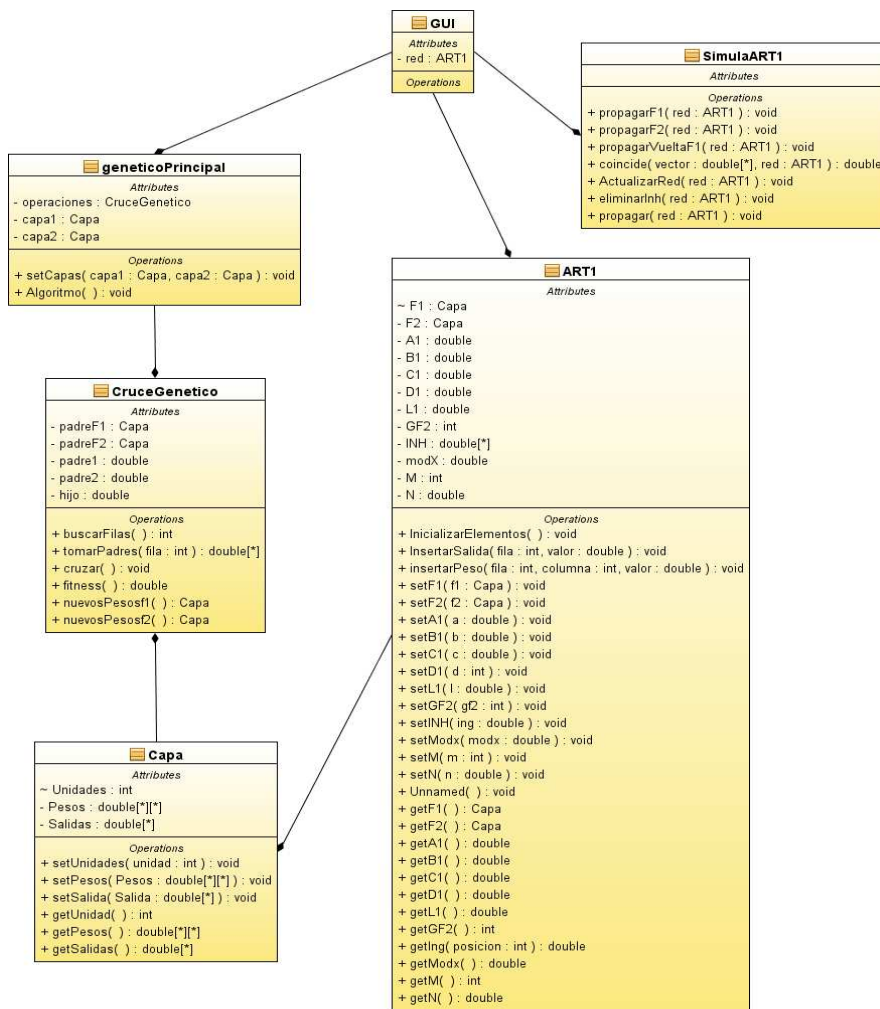 GUI
Attributes
- red : ART1
Operations
SimulaART1
Attributes
Operations
+ propagarF1( red : ART1 ) : void
+ propagarF2( red : ART1 ) : void
+ propagarVueltaF1( red : ART1 ) : void
+ coincide( vector : double[*], red : ART1 ) : double
+ ActualizarRed( red : ART1 ) : void
+ eliminarInh( red : ART1 ) : void
+ propagar( red : ART1 ) : void
geneticoPrincipal
Attributes
- operaciones : CruceGenetico
- capa1 : Capa
- capa2 : Capa
Operations
+ setCapas( capa1 : Capa, capa2 : Capa ) : void
+ Algoritmo( ) : void
CruceGenetico
Attributes
- padreF1 : Capa
- padreF2 : Capa
- padre1 : double
- padre2 : double
- hijo : double
Operations
+ buscarFilas( ) : int
+ tomarPadres( fila : int ) : double[*]
+ cruzar( ) : void
+ fitness( ) : double
+ nuevosPesosf1( ) : Capa
+ nuevosPesosf2( ) : Capa
Capa
Attributes
~ Unidades : int
- Pesos : double[*][*]
- Salidas : double[*]
Operations
+ setUnidades( unidad : int ) : void
+ setPesos( Pesos : double[*][*] ) : void
+ setSalida( Salida : double[*] ) : void
+ getUnidad( ) : int
+ getPesos( ) : double[*][*]
+ getSalidas( ) : double[*]
ART1
Attributes
~ F1 : Capa
- F2 : Capa
- A1 : double
- B1 : double
- C1 : double
- D1 : double
- L1 : double
- GF2 : int
- INH : double[*]
- modX : double
- M : int
- N : double
Operations
+ InicializarElementos( ) : void
+ InsertarSalida( fila : int, valor : double ) : void
+ insertarPeso( fila : int, columna : int, valor : double ) : void
+ setF1( f1 : Capa ) : void
+ setF2( f2 : Capa ) : void
+ setA1( a : double ) : void
+ setB1( b : double ) : void
+ setC1( c : double ) : void
+ setD1( d : int ) : void
+ setL1( l : double ) : void
+ setGF2( gf2 : int ) : void
+ setINH( ing : double ) : void
+ setModx( modx : double ) : void
+ setM( m : int ) : void
+ setN( n : double ) : void
+ Unnamed( ) : void
+ getF1( ) : Capa
+ getF2( ) : Capa
+ getA1( ) : double
+ getB1( ) : double
+ getC1( ) : double
+ getD1( ) : double
+ getL1( ) : double
+ getGF2( ) : int
+ getIng( posicion : int ) : double
+ getModx( ) : double
+ getM( ) : int
+ getN( ) : double